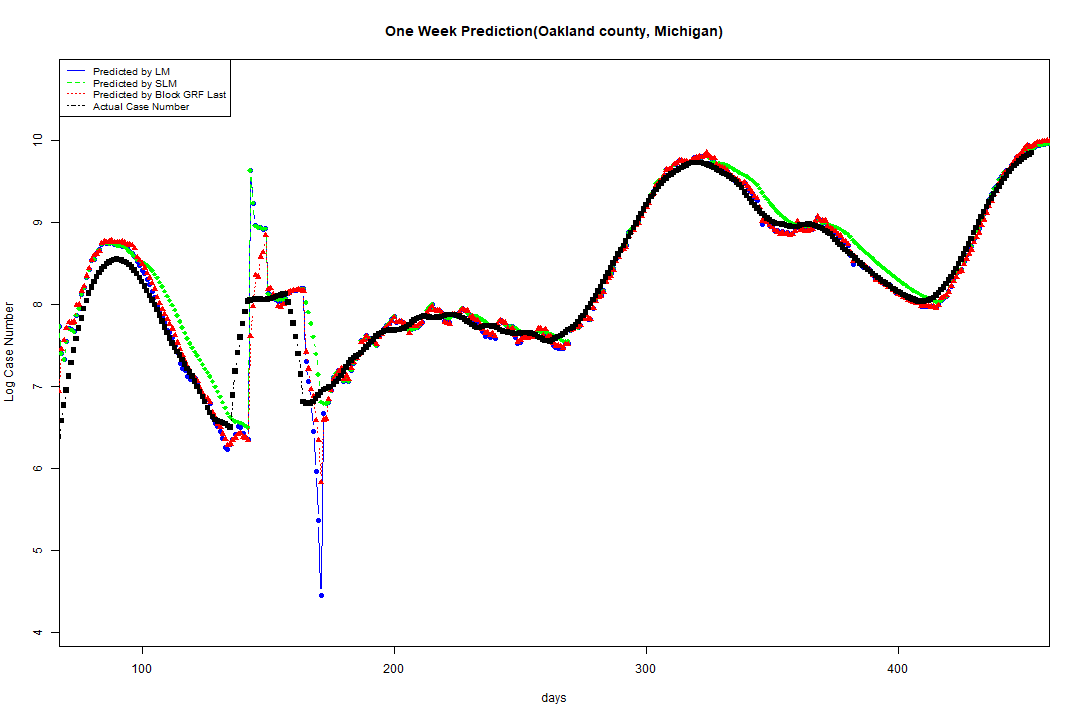 One Week Prediction(Oakland county, Michigan)
Predicted by LM
Predicted by SLM
Predicted by Block GRF Last
Actual Case Number
10
9
8
7
6
5
4
Log Case Number
100 200 300 400
days